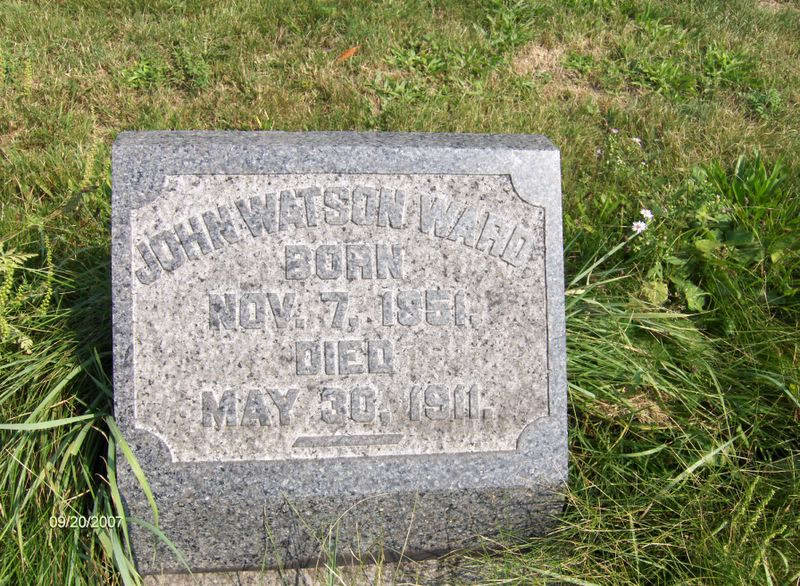 JOHN WATSON WARD,
BORN
NOV. 7, 1851.
DIED
MAY 30, 1911.
09/20/2007